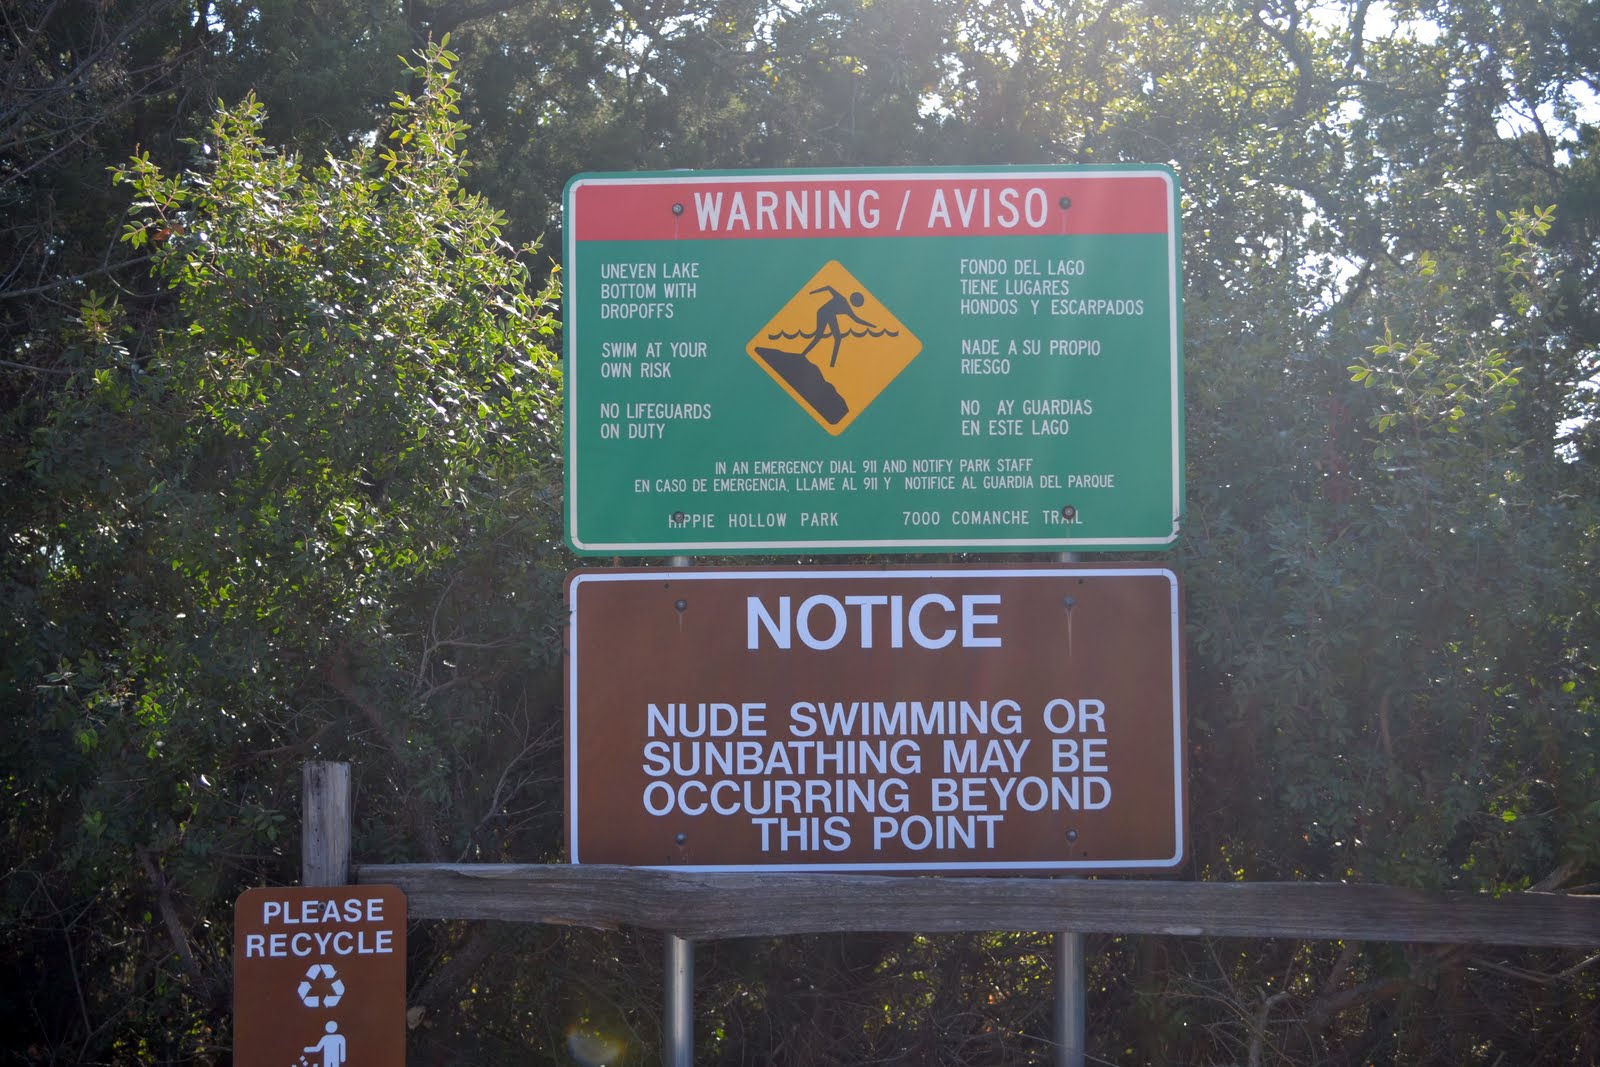 WARNING / AVISO
UNEVEN LAKE
BOTTOM WITH
DROPOFFS
SWIM AT YOUR
OWN RISK
NO LIFEGUARDS
ON DUTY
FONDO DEL LAGO
TIENE LUGARES
HONDOS Y ESCARPADOS
NADE A SU PROPIO
RIESGO
NO AY GUARDIAS
EN ESTE LAGO
IN AN EMERGENCY DIAL 911 AND NOTIFY PARK STAFF
EN CASO DE EMERGENCIA, LLAME AL 911 Y NOTIFICE AL GUARDIA DEL PARQUE
HIPPIE HOLLOW PARK 7000 COMANCHE TRAIL
NOTICE
NUDE SWIMMING OR
SUNBATHING MAY BE
OCCURRING BEYOND
THIS POINT
PLEASE
RECYCLE